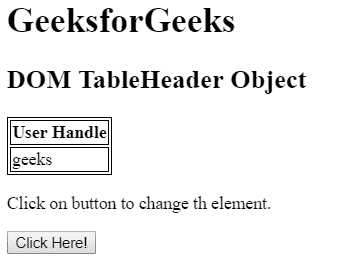 GeeksforGeeks
DOM TableHeader Object
User Handle
geeks
Click on button to change th element.
Click Here!